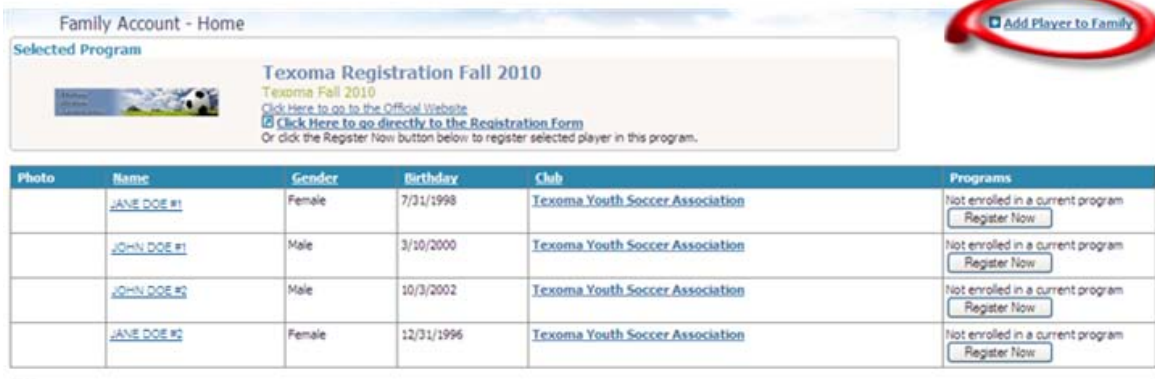 Family Account - Home
Add Player to Family
Selected Program
Texoma Registration Fall 2010
Texoma Fall 2010
Click Here to go to the Official Website
Click Here to go directly to the Registration Form
Or click the Register Now button below to register selected player in this program.
Photo Name Gender Birthday Club Programs
JANE DOE #1 Female 7/31/1998 Texoma Youth Soccer Association Not enrolled in a current program
Register Now
JOHN DOE #1 Male 3/10/2000 Texoma Youth Soccer Association Not enrolled in a current program
Register Now
JOHN DOE #2 Male 10/3/2002 Texoma Youth Soccer Association Not enrolled in a current program
Register Now
JANE DOE #2 Female 12/31/1996 Texoma Youth Soccer Association Not enrolled in a current program
Register Now